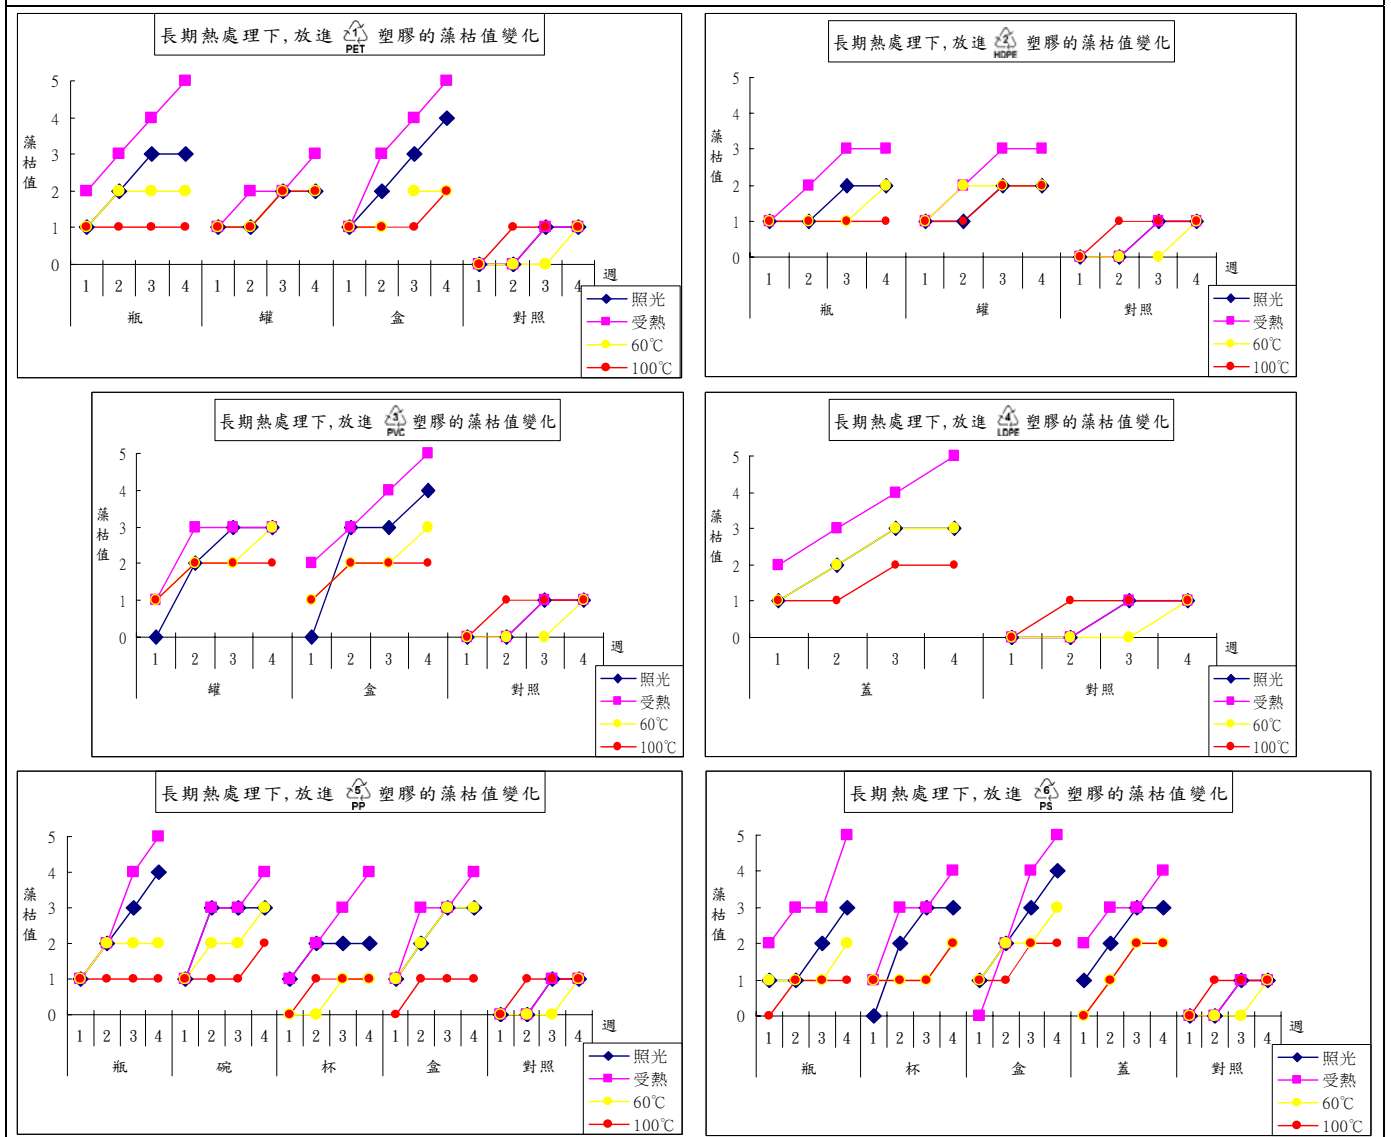 長期熱處理下,放進 1 PET 塑膠的藻枯值變化
藻枯值
5
4
3
2
1
0
1 2 3 4 1 2 3 4 1 2 3 4 1 2 3 4 週
瓶 罐 盒 對照
照光
受熱
60℃
100℃
長期熱處理下,放進 2 HDPE 塑膠的藻枯值變化
藻枯值
5
4
3
2
1
0
1 2 3 4 1 2 3 4 1 2 3 4 週
瓶 罐 對照
照光
受熱
60℃
100℃
長期熱處理下,放進 3 PVC 塑膠的藻枯值變化
藻枯值
5
4
3
2
1
0
1 2 3 4 1 2 3 4 1 2 3 4 週
罐 盒 對照
照光
受熱
60℃
100℃
長期熱處理下,放進 4 LDPE 塑膠的藻枯值變化
藻枯值
5
4
3
2
1
0
1 2 3 4 1 2 3 4 週
蓋 對照
照光
受熱
60℃
100℃
長期熱處理下,放進 5 PP 塑膠的藻枯值變化
藻枯值
5
4
3
2
1
0
1 2 3 4 1 2 3 4 1 2 3 4 1 2 3 4 1 2 3 4 週
瓶 碗 杯 盒 對照
照光
受熱
60℃
100℃
長期熱處理下,放進 6 PS 塑膠的藻枯值變化
藻枯值
5
4
3
2
1
0
1 2 3 4 1 2 3 4 1 2 3 4 1 2 3 4 1 2 3 4 週
瓶 杯 盒 蓋 對照
照光
受熱
60℃
100℃